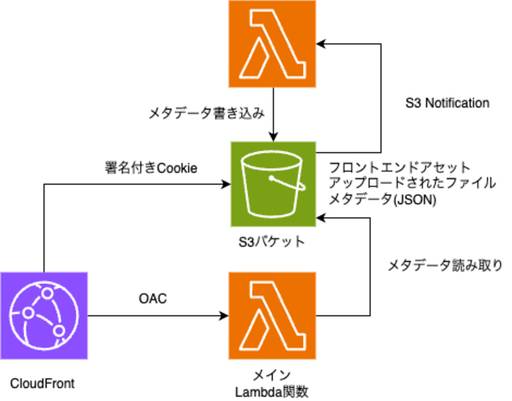 S3 Notification
メタデータ書き込み
署名付きCookie
フロントエンドアセット
アップロードされたファイル
メタデータ(JSON)
S3バケット
メタデータ読み取り
OAC
CloudFront
メイン
Lambda関数